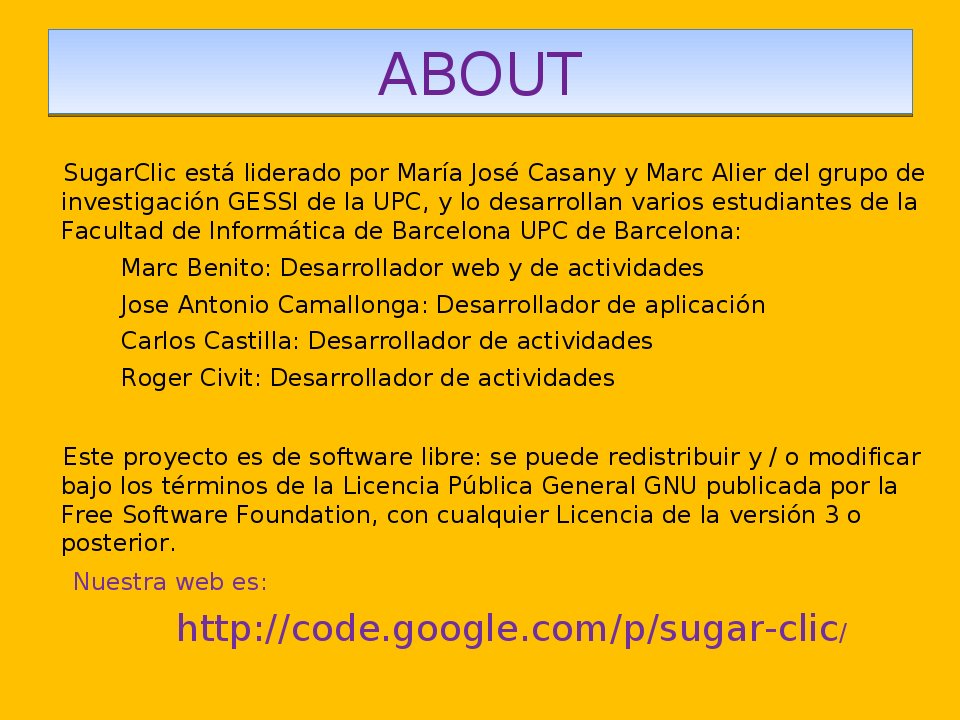 ABOUT
SugarClic está liderado por María José Casany y Marc Alier del grupo de
investigación GESSI de la UPC, y lo desarrollan varios estudiantes de la
Facultad de Informática de Barcelona UPC de Barcelona:
Marc Benito: Desarrollador web y de actividades
Jose Antonio Camallonga: Desarrollador de aplicación
Carlos Castilla: Desarrollador de actividades
Roger Civit: Desarrollador de actividades
Este proyecto es de software libre: se puede redistribuir y / o modificar
bajo los términos de la Licencia Pública General GNU publicada por la
Free Software Foundation, con cualquier Licencia de la versión 3 o
posterior.
Nuestra web es:
http://code.google.com/p/sugar-clic/